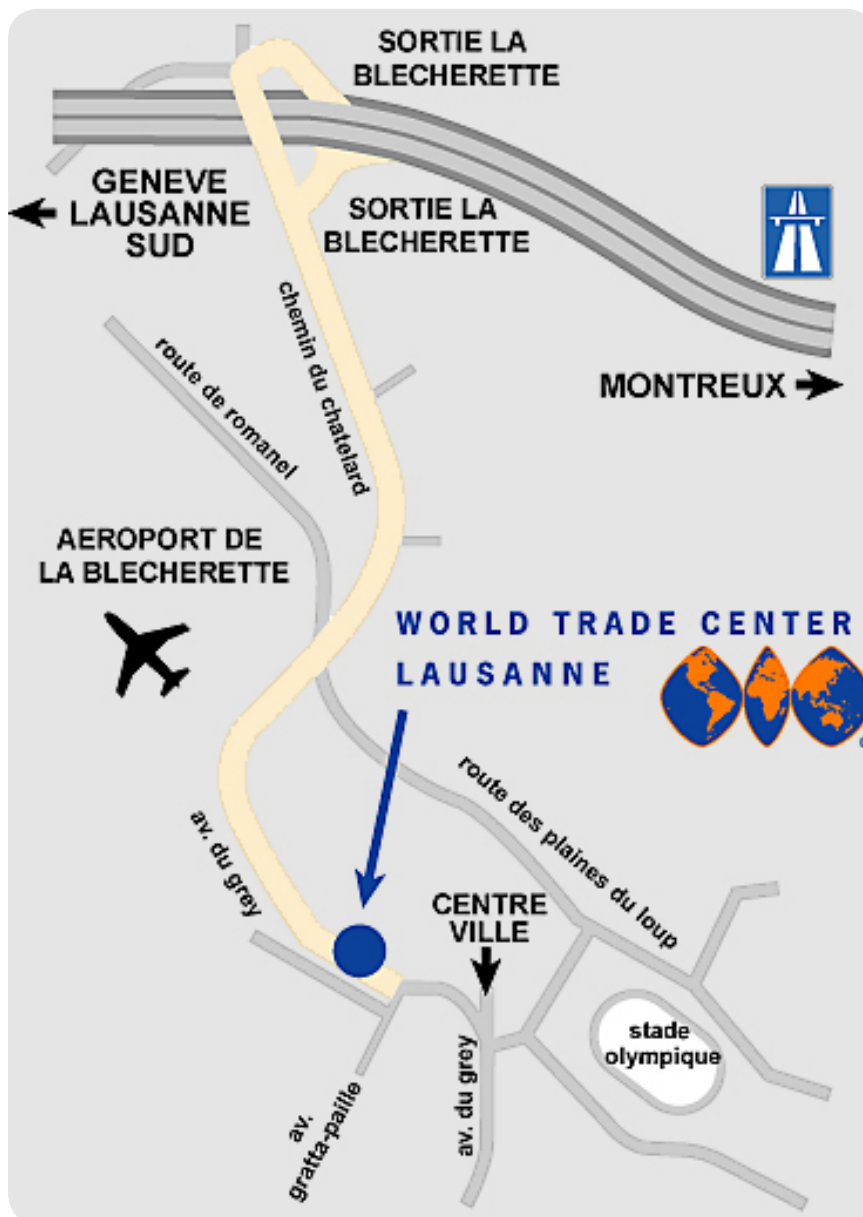 SORTIE LA
BLECHERETTE
GENEVE
LAUSANNE
SUD
SORTIE LA
BLECHERETTE
MONTREUX
chemin du chatelard
route de romanel
AEROPORT DE
LA BLECHERETTE
WORLD TRADE CENTER
LAUSANNE
route des plaines du loup
av. du grey
CENTRE
VILLE
stade
olympique
av. du grey
av.
gratta-paille